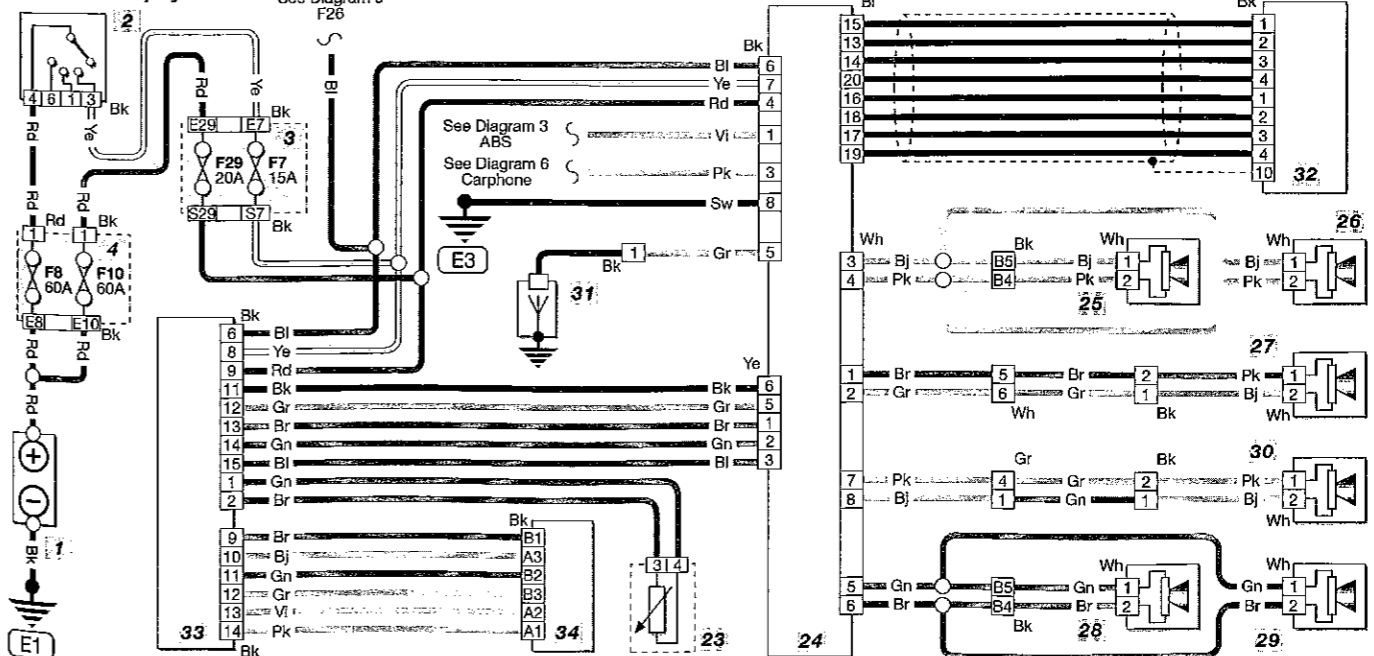 F26
Bl
2
4 6 1 3
Bk
Rd
Ye
Rd
Ye
Bl
E29 E7
Bk
3
F29
20A
F7
15A
S29 S7
Bk
Rd
Rd
Rd Bk
1 1
4
F8
60A
F10
60A
E8 E10
Bk
Rd
Rd
Rd
Bk
1
E1
Bk
Bl 6
Ye 7
Rd 4
See Diagram 3
ABS
Vi 1
See Diagram 6
Carphone
Pk 3
Sw 8
E3
1 Gr 5
Bk
31
Bk
6 Bl
8 Ye
9 Rd
Ye
11 Bk Bk 6
12 Gr Gr 5
13 Br Br 1
14 Gn Gn 2
15 Bl Bl 3
1 Gn
2 Br
Bk
9 Br B1
10 Bj A3
11 Gn B2
12 Gr B3
13 Vi A2
14 Pk A1
33
Bk
34
3 4
23
24
Bk
15 1
13 2
14 3
20 4
16 1
18 2
17 3
19 4
10
32
Wh
3 Bj B5 Bj 1
4 Pk B4 Pk 2
Bk
Wh
25
Wh
26
Bj 1
Pk 2
27
1 Br 5 Br 2 Pk 1
2 Gr 6 Gr 1 Bj 2
Wh Bk Wh
Gr Bk
30
7 Pk 4 Gr 2 Pk 1
8 Bj 1 Gn 1 Bj 2
Wh
Wh Wh
5 Gn B5 Gn 1 Gn 1
6 Br B4 Br 2 Br 2
Bk
28
29